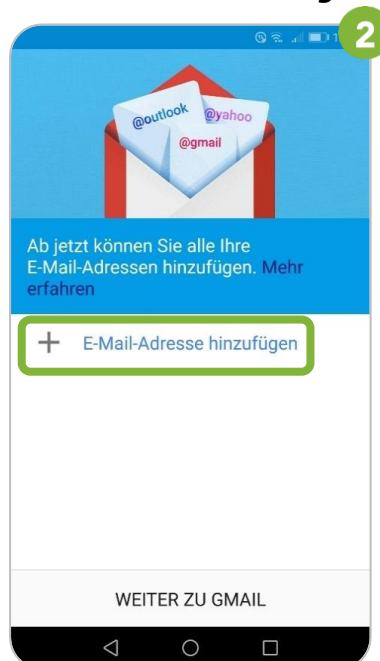 2
@outlook
@yahoo
@gmail
Ab jetzt können Sie alle Ihre
E-Mail-Adressen hinzufügen. Mehr
erfahren
+ E-Mail-Adresse hinzufügen
WEITER ZU GMAIL